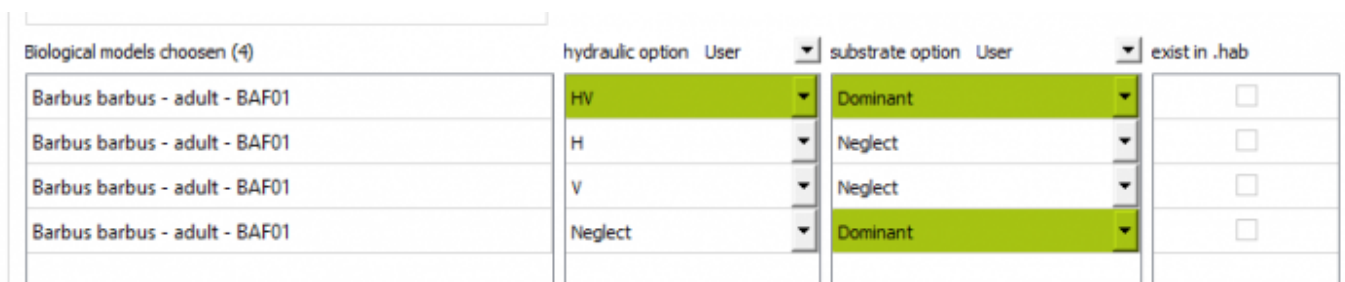 Biological models choosen (4) hydraulic option User substrate option User exist in .hab
Barbus barbus - adult - BAF01 HV Dominant
Barbus barbus - adult - BAF01 H Neglect
Barbus barbus - adult - BAF01 V Neglect
Barbus barbus - adult - BAF01 Neglect Dominant